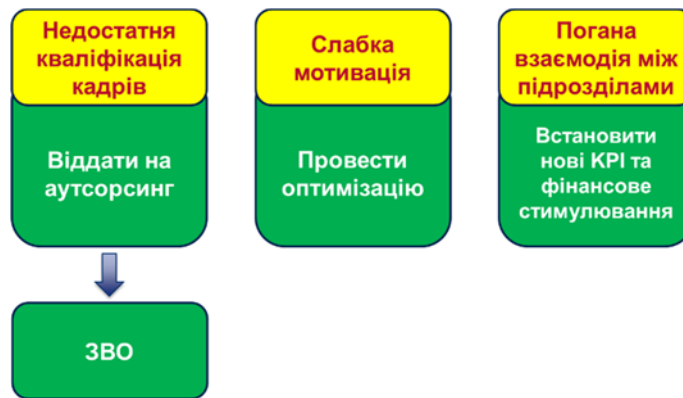 Недостатня
кваліфікація
кадрів
Віддати на
аутсорсинг
ЗВО
Слабка
мотивація
Провести
оптимізацію
Погана
взаємодія між
підрозділами
Встановити
нові KPI та
фінансове
стимулювання